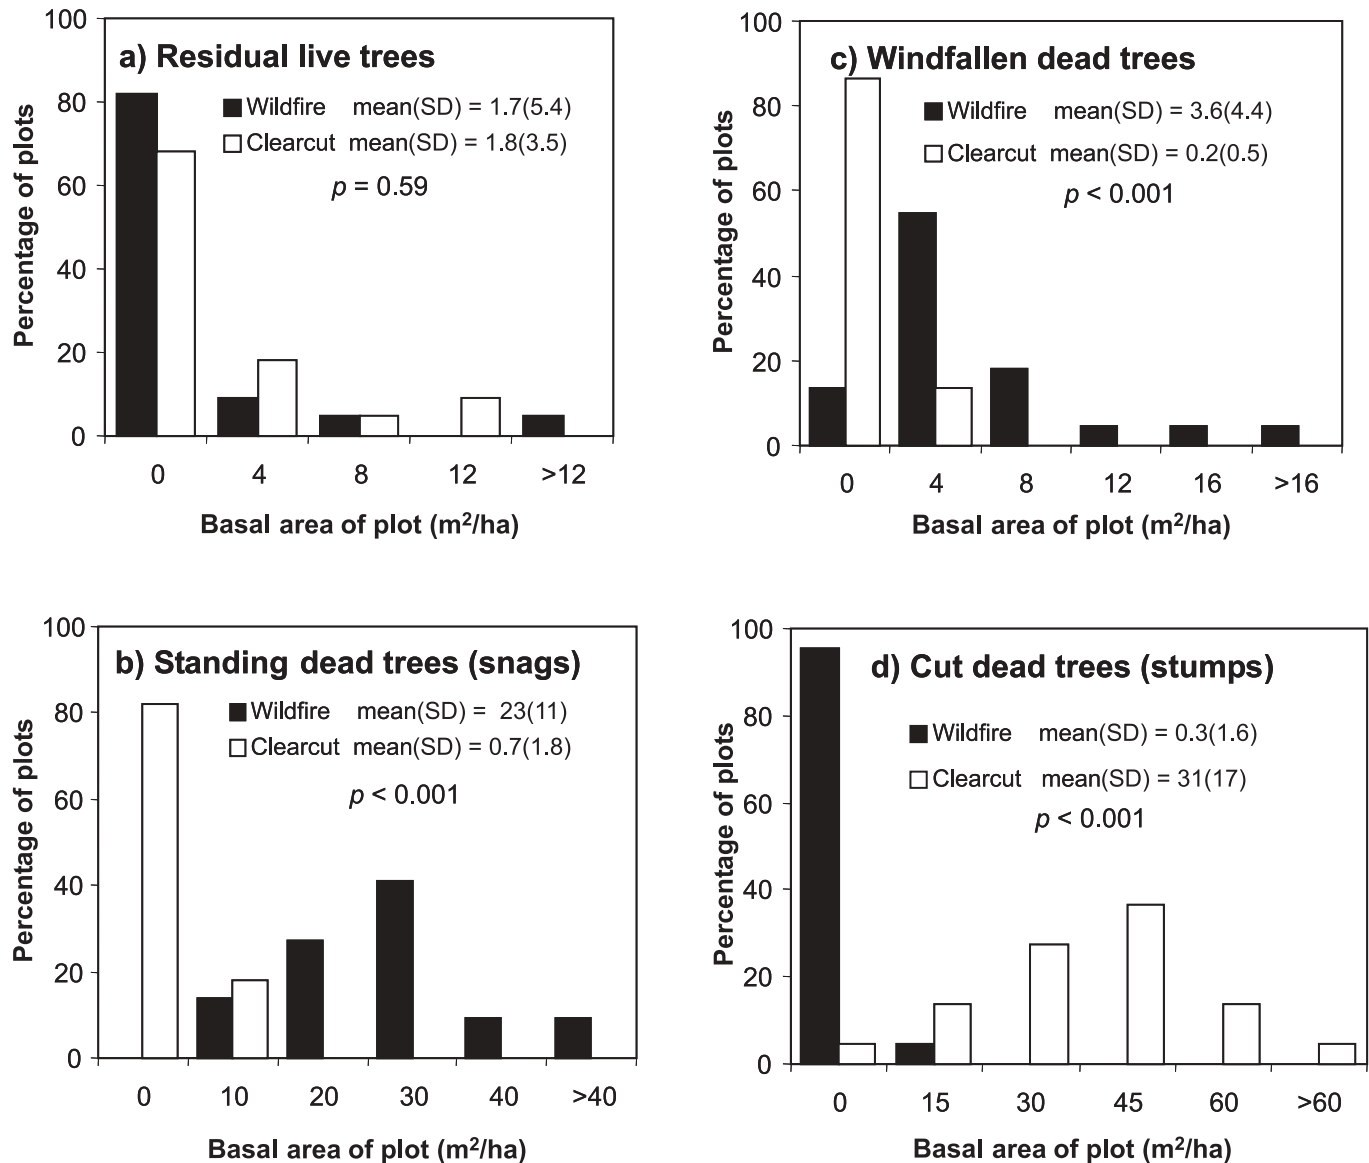 a) Residual live trees
Wildfire mean(SD) = 1.7(5.4)
Clearcut mean(SD) = 1.8(3.5)
p = 0.59
Percentage of plots
100
80
60
40
20
0
0 4 8 12 >12
Basal area of plot (m²/ha)
c) Windfallen dead trees
Wildfire mean(SD) = 3.6(4.4)
Clearcut mean(SD) = 0.2(0.5)
p < 0.001
Percentage of plots
100
80
60
40
20
0
0 4 8 12 16 >16
Basal area of plot (m²/ha)
b) Standing dead trees (snags)
Wildfire mean(SD) = 23(11)
Clearcut mean(SD) = 0.7(1.8)
p < 0.001
Percentage of plots
100
80
60
40
20
0
0 10 20 30 40 >40
Basal area of plot (m²/ha)
d) Cut dead trees (stumps)
Wildfire mean(SD) = 0.3(1.6)
Clearcut mean(SD) = 31(17)
p < 0.001
Percentage of plots
100
80
60
40
20
0
0 15 30 45 60 >60
Basal area of plot (m²/ha)